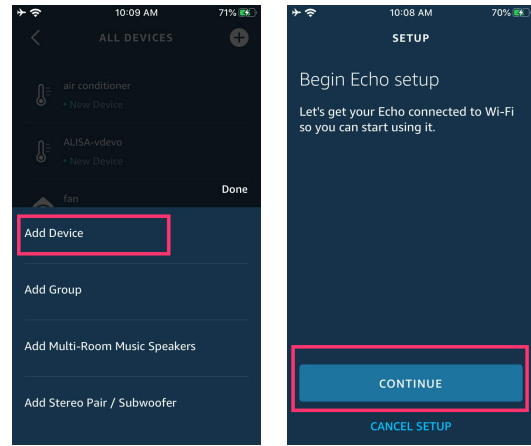 10:09 AM
71%
ALL DEVICES
air conditioner
• New Device
ALISA-vdevo
• New Device
fan
Done
Add Device
Add Group
Add Multi-Room Music Speakers
Add Stereo Pair / Subwoofer
10:08 AM
70%
SETUP
Begin Echo setup
Let's get your Echo connected to Wi-Fi
so you can start using it.
CONTINUE
CANCEL SETUP